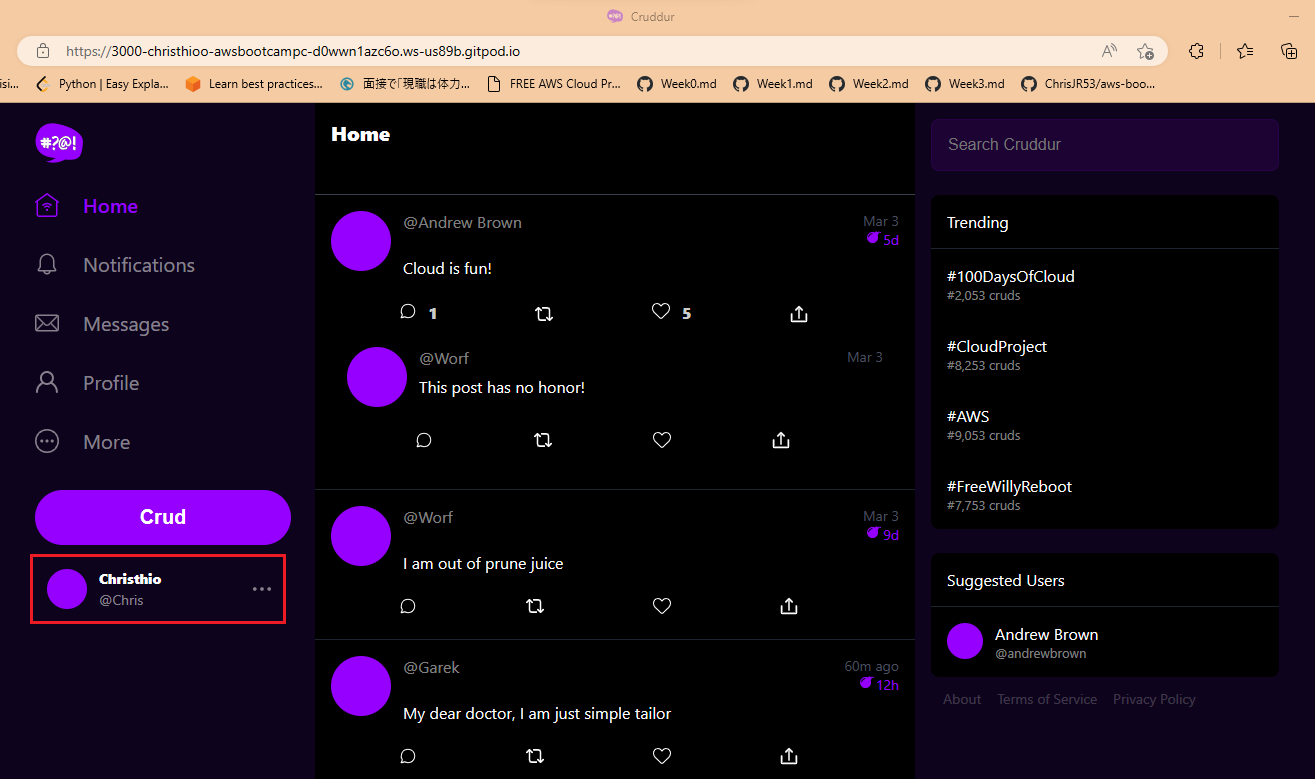 Cruddur
https://3000-christhioo-awsbootcampc-d0wwn1azc6o.ws-us89b.gitpod.io
isi... Python | Easy Expla... Learn best practices... 面接で「現職は体力... FREE AWS Cloud Pr... Week0.md Week1.md Week2.md Week3.md ChrisJR53/aws-boo...
#?@!
Home
Notifications
Messages
Profile
More
Crud
Christhio
@Chris
Home
@Andrew Brown
Mar 3
5d
Cloud is fun!
1 5
@Worf
Mar 3
This post has no honor!
@Worf
Mar 3
9d
I am out of prune juice
@Garek
60m ago
12h
My dear doctor, I am just simple tailor
Search Cruddur
Trending
#100DaysOfCloud
#2,053 cruds
#CloudProject
#8,253 cruds
#AWS
#9,053 cruds
#FreeWillyReboot
#7,753 cruds
Suggested Users
Andrew Brown
@andrewbrown
About Terms of Service Privacy Policy